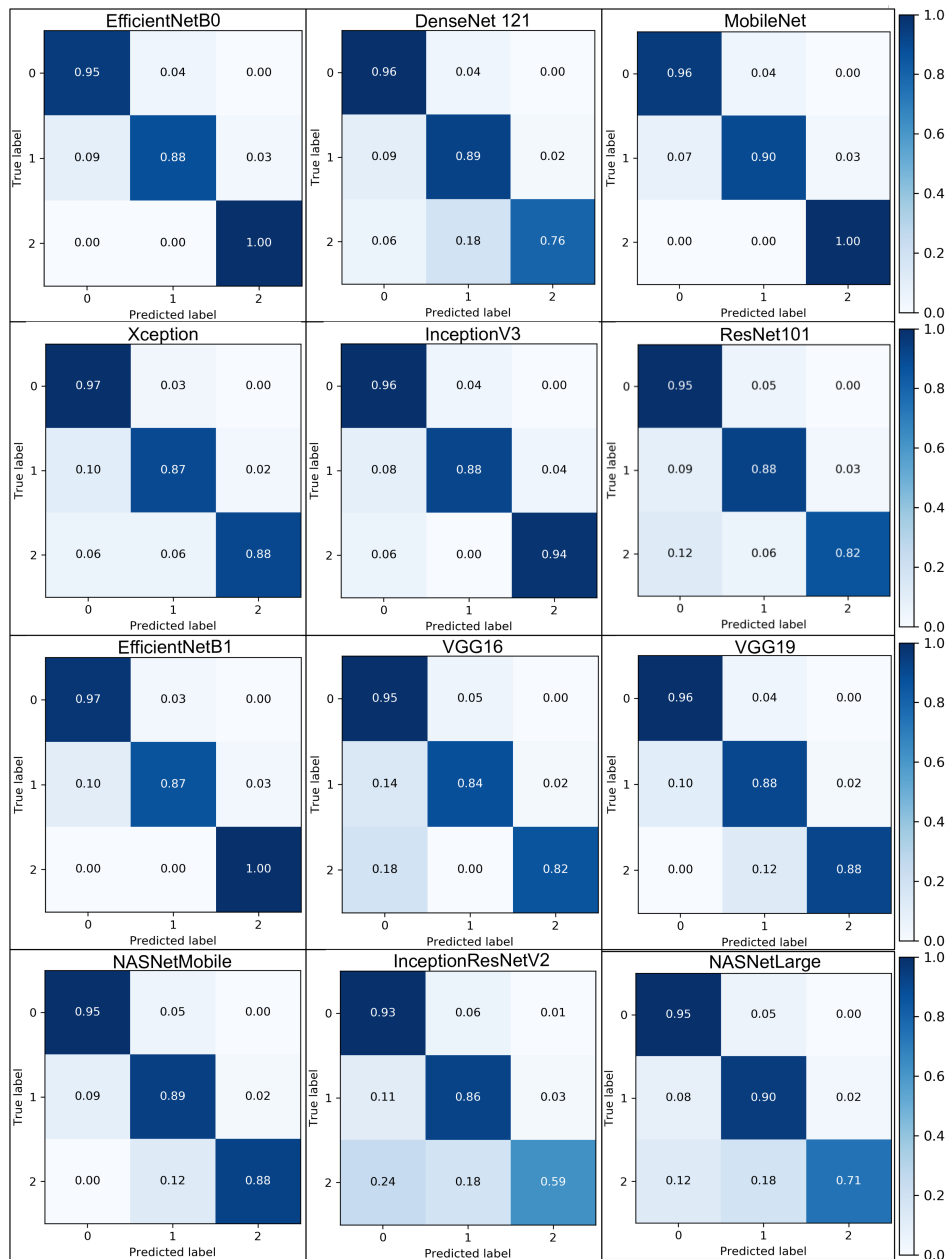 EfficientNetB0
0 0.95 0.04 0.00
1 0.09 0.88 0.03
2 0.00 0.00 1.00
True label
0 1 2
Predicted label
DenseNet 121
0 0.96 0.04 0.00
1 0.09 0.89 0.02
2 0.06 0.18 0.76
True label
0 1 2
Predicted label
MobileNet
0 0.96 0.04 0.00
1 0.07 0.90 0.03
2 0.00 0.00 1.00
True label
0 1 2
Predicted label
1.0
0.8
0.6
0.4
0.2
0.0
Xception
0 0.97 0.03 0.00
1 0.10 0.87 0.02
2 0.06 0.06 0.88
True label
0 1 2
Predicted label
InceptionV3
0 0.96 0.04 0.00
1 0.08 0.88 0.04
2 0.06 0.00 0.94
True label
0 1 2
Predicted label
ResNet101
0 0.95 0.05 0.00
1 0.09 0.88 0.03
2 0.12 0.06 0.82
True label
0 1 2
Predicted label
1.0
0.8
0.6
0.4
0.2
0.0
EfficientNetB1
0 0.97 0.03 0.00
1 0.10 0.87 0.03
2 0.00 0.00 1.00
True label
0 1 2
Predicted label
VGG16
0 0.95 0.05 0.00
1 0.14 0.84 0.02
2 0.18 0.00 0.82
True label
0 1 2
Predicted label
VGG19
0 0.96 0.04 0.00
1 0.10 0.88 0.02
2 0.00 0.12 0.88
True label
0 1 2
Predicted label
1.0
0.8
0.6
0.4
0.2
0.0
NASNetMobile
0 0.95 0.05 0.00
1 0.09 0.89 0.02
2 0.00 0.12 0.88
True label
0 1 2
Predicted label
InceptionResNetV2
0 0.93 0.06 0.01
1 0.11 0.86 0.03
2 0.24 0.18 0.59
True label
0 1 2
Predicted label
NASNetLarge
0 0.95 0.05 0.00
1 0.08 0.90 0.02
2 0.12 0.18 0.71
True label
0 1 2
Predicted label
1.0
0.8
0.6
0.4
0.2
0.0